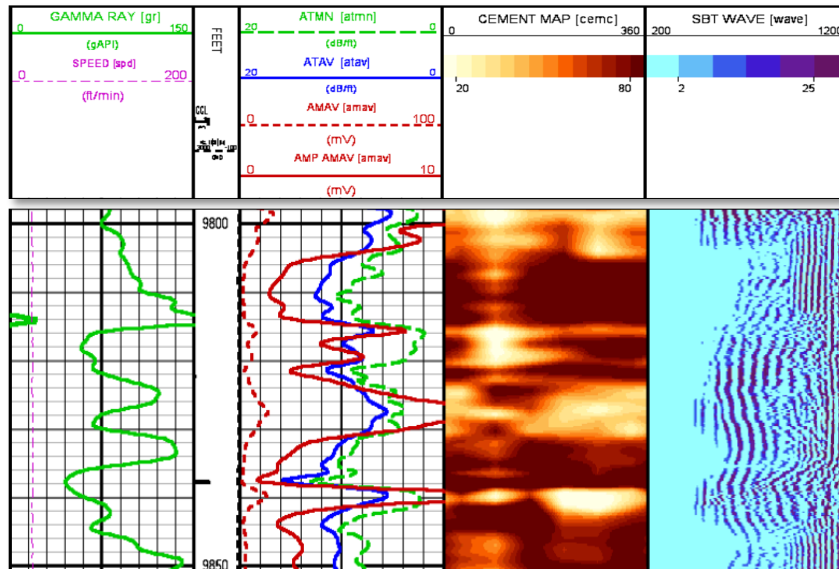 GAMMA RAY [gr]
0 150
(gAPI)
SPEED [spd]
0 200
(ft/min)
FEET
CCL
ATMN [atmn]
20 0
(dB/ft)
ATAV [atav]
20 0
(dB/ft)
AMAV [amav]
0 100
(mV)
AMP AMAV [amav]
0 10
(mV)
CEMENT MAP [cemc]
0 360
20 80
SBT WAVE [wave]
200 1200
2 25
9800
9850